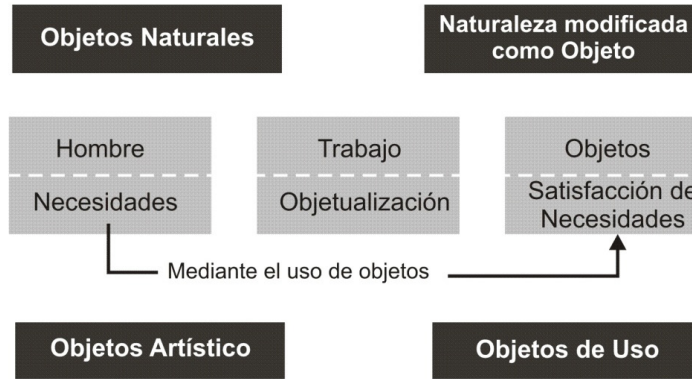 Objetos Naturales
Naturaleza modificada
como Objeto
Hombre
Trabajo
Objetos
Necesidades
Objetualización
Satisfacción de
Necesidades
Mediante el uso de objetos
Objetos Artístico
Objetos de Uso